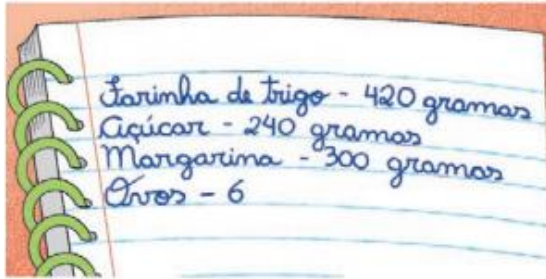 Farinha de trigo - 420 gramas
Açúcar - 240 gramas
Margarina - 300 gramas
Ovos - 6